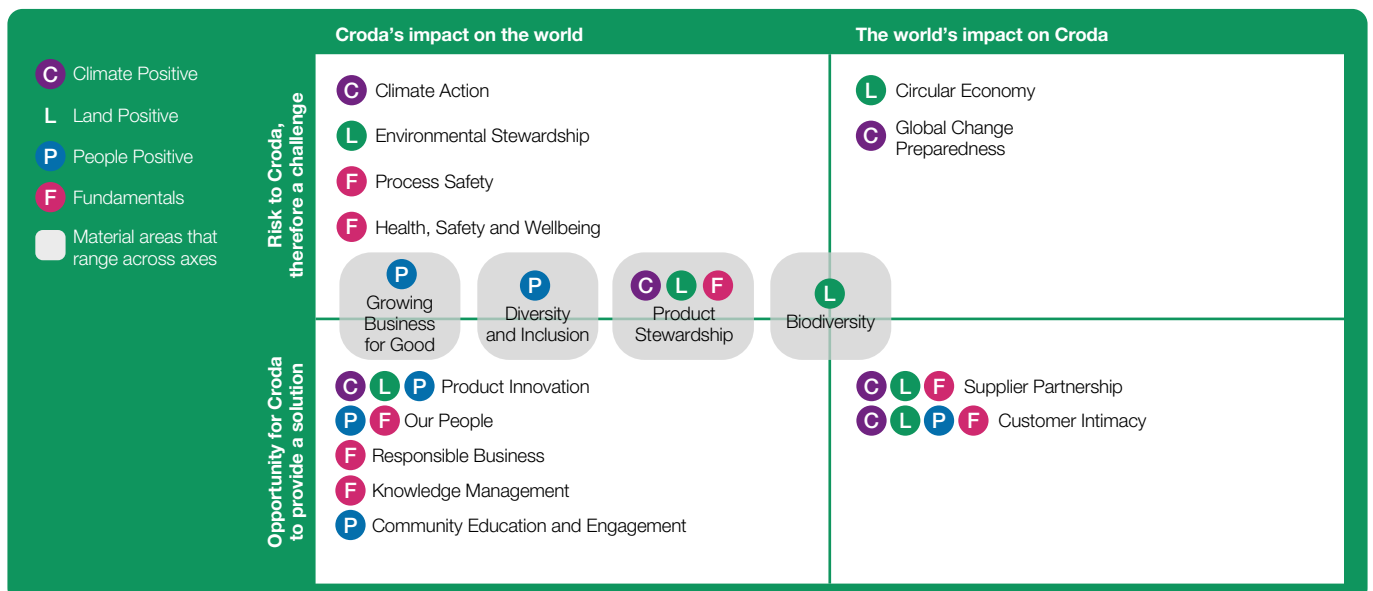 Croda's impact on the world
The world's impact on Croda
C Climate Positive
L Land Positive
P People Positive
F Fundamentals
Material areas that
range across axes
Risk to Croda,
therefore a challenge
C Climate Action
L Environmental Stewardship
F Process Safety
F Health, Safety and Wellbeing
L Circular Economy
C Global Change
Preparedness
P
Growing
Business
for Good
P
Diversity
and Inclusion
C L F
Product
Stewardship
L
Biodiversity
Opportunity for Croda
to provide a solution
C L P Product Innovation
P F Our People
F Responsible Business
F Knowledge Management
P Community Education and Engagement
C L F Supplier Partnership
C L P F Customer Intimacy